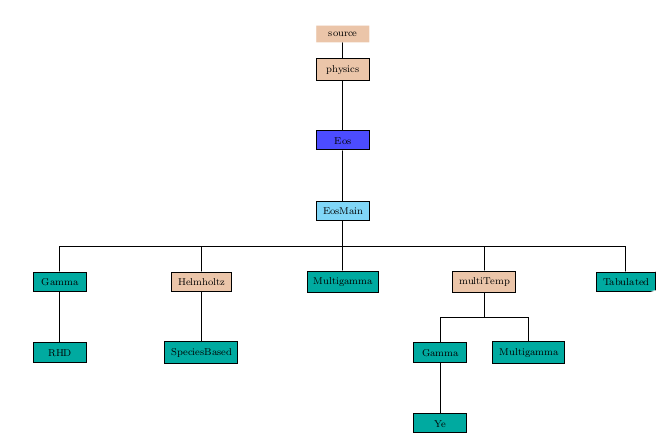 source
physics
Eos
EosMain
Gamma
Helmholtz
Multigamma
multiTemp
Tabulated
RHD
SpeciesBased
Gamma
Multigamma
Ye